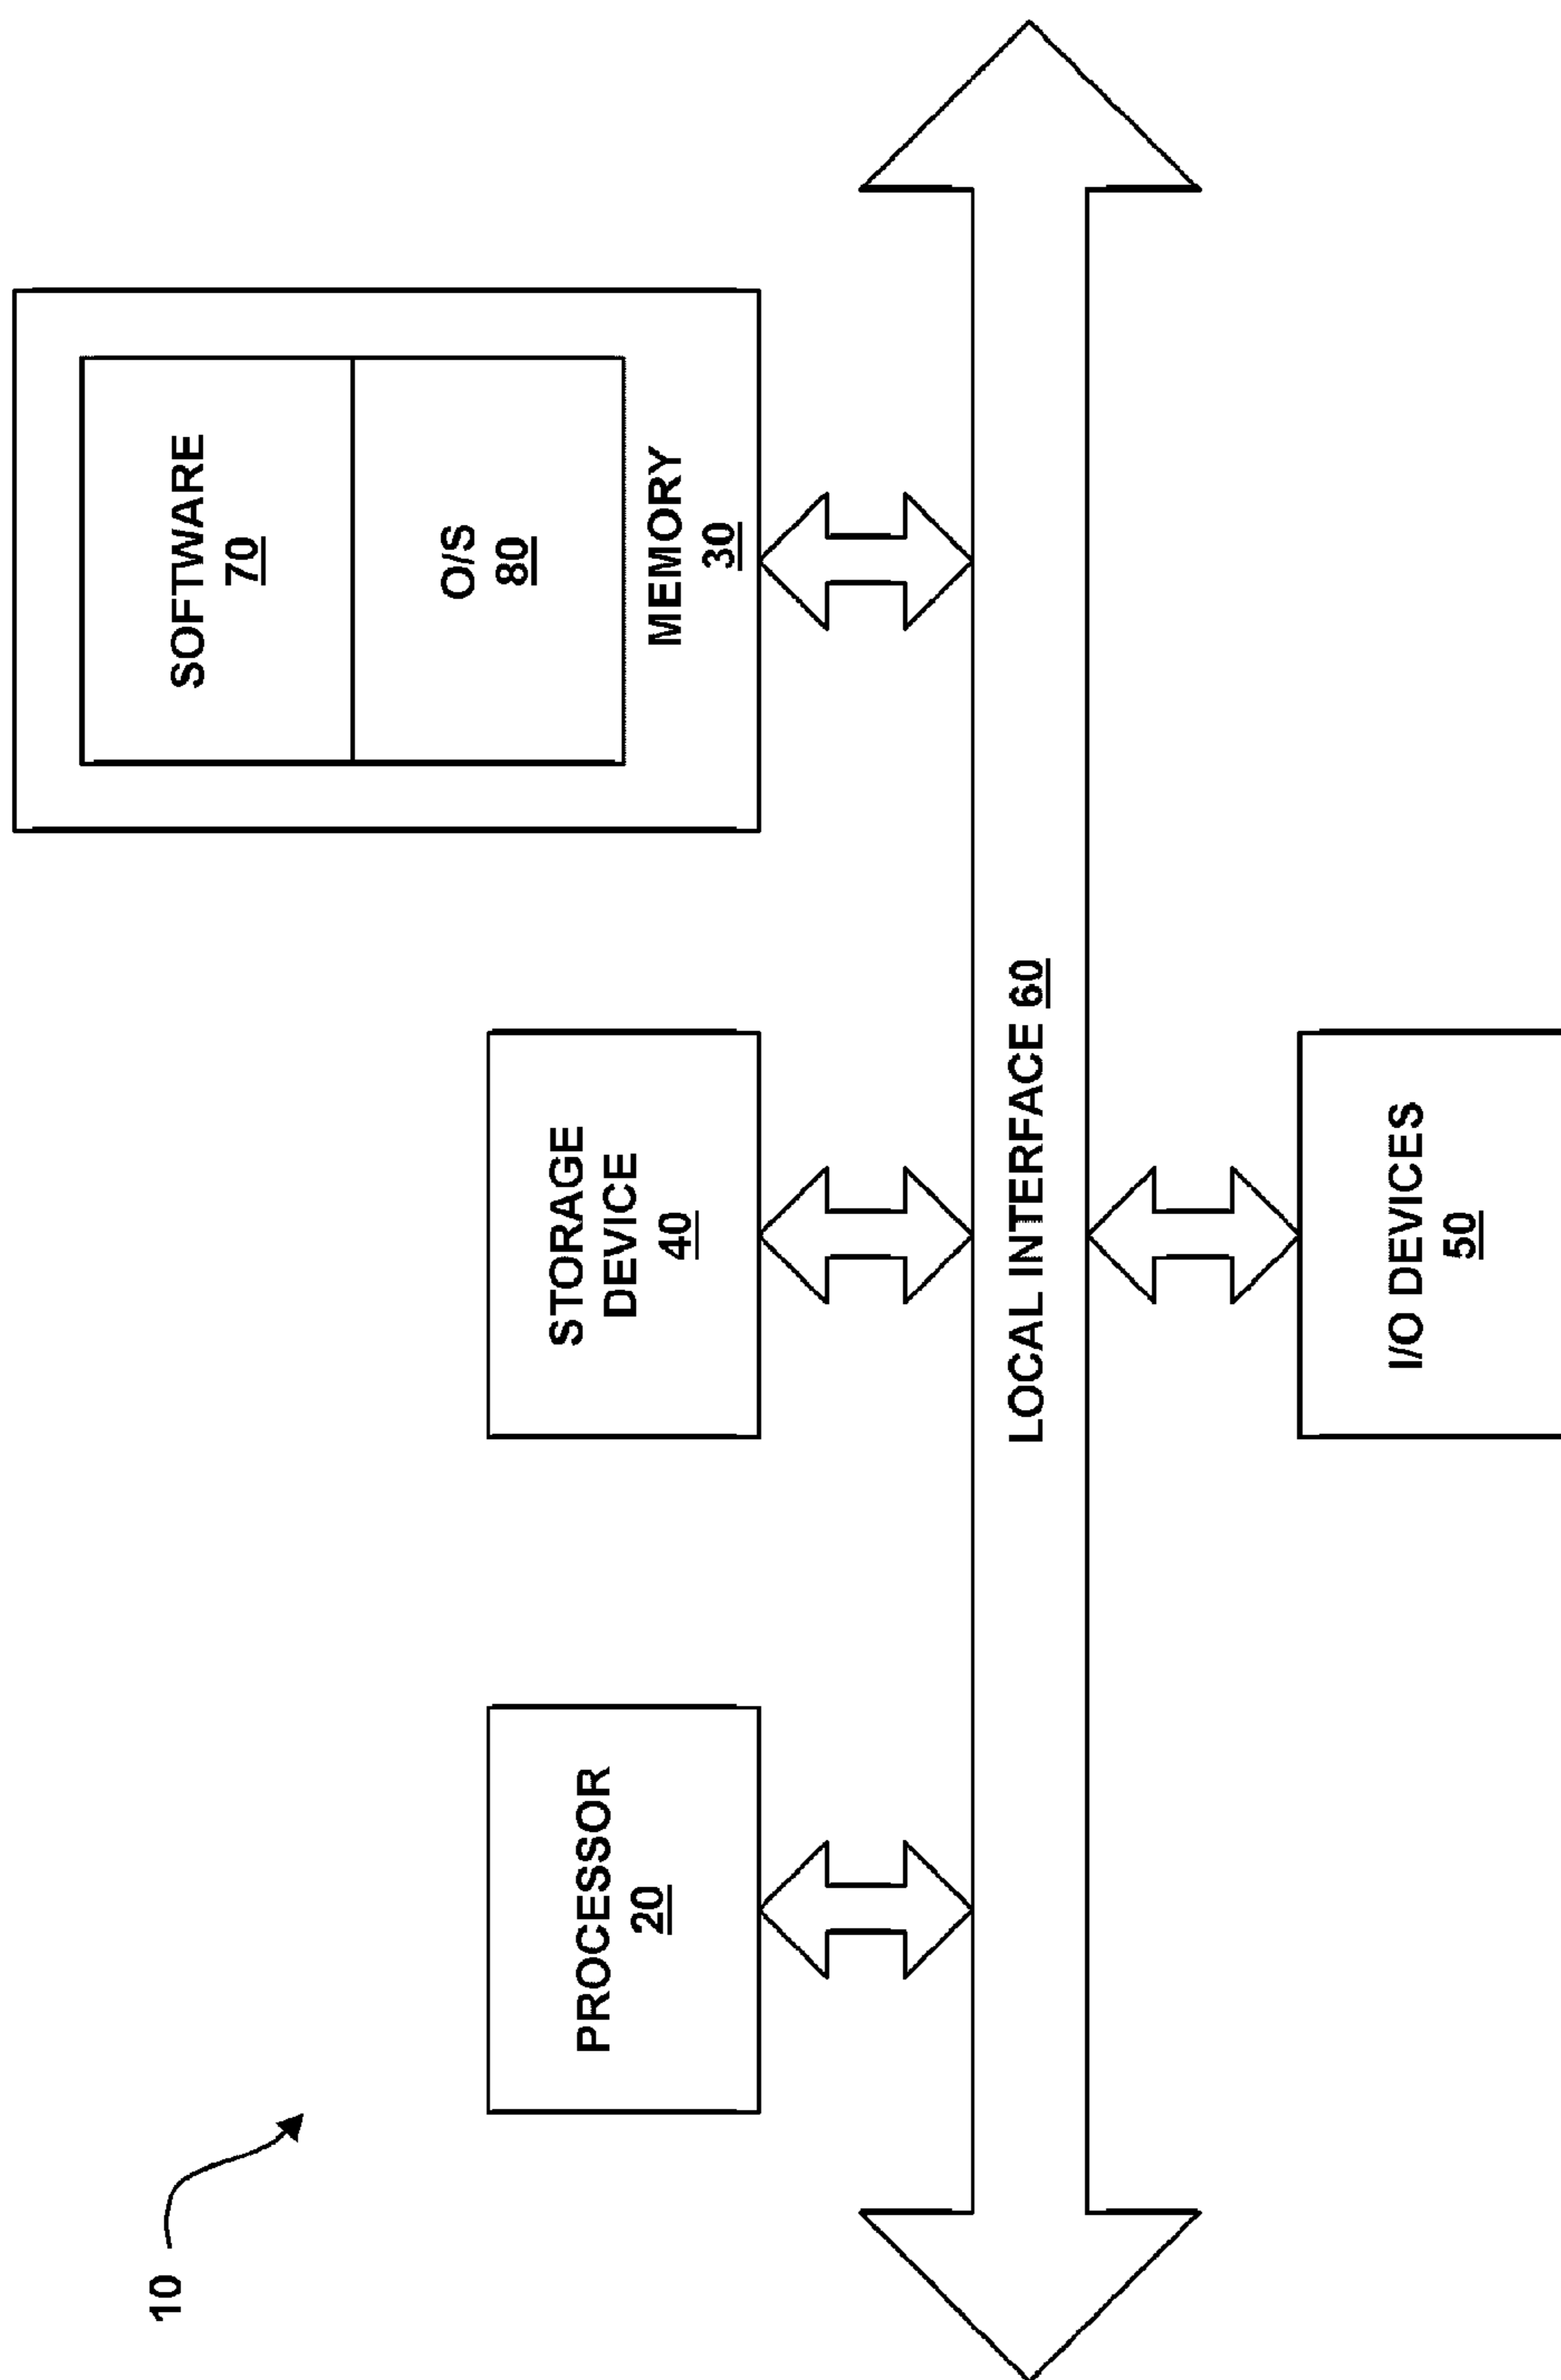 10
PROCESSOR
20
STORAGE
DEVICE
40
SOFTWARE
70
O/S
80
MEMORY
30
LOCAL INTERFACE 60
I/O DEVICES
50